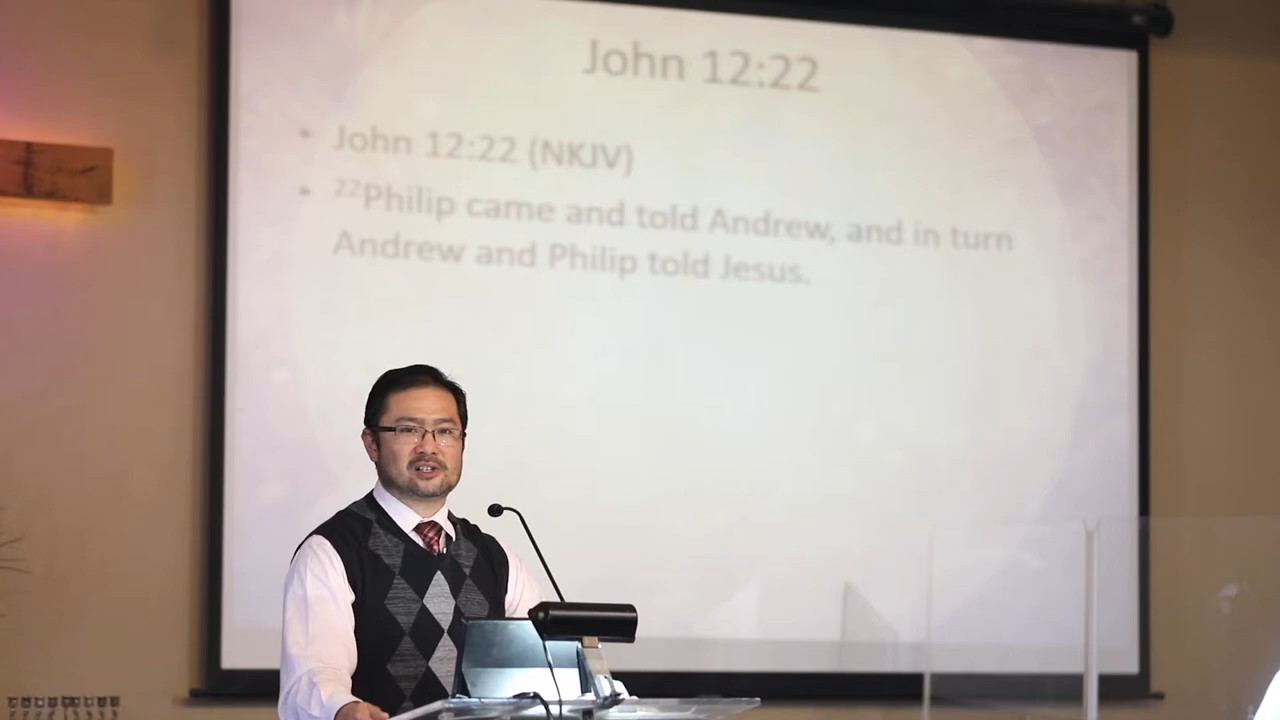 John 12:22
• John 12:22 (NKJV)
• ²²Philip came and told Andrew, and in turn
Andrew and Philip told Jesus.